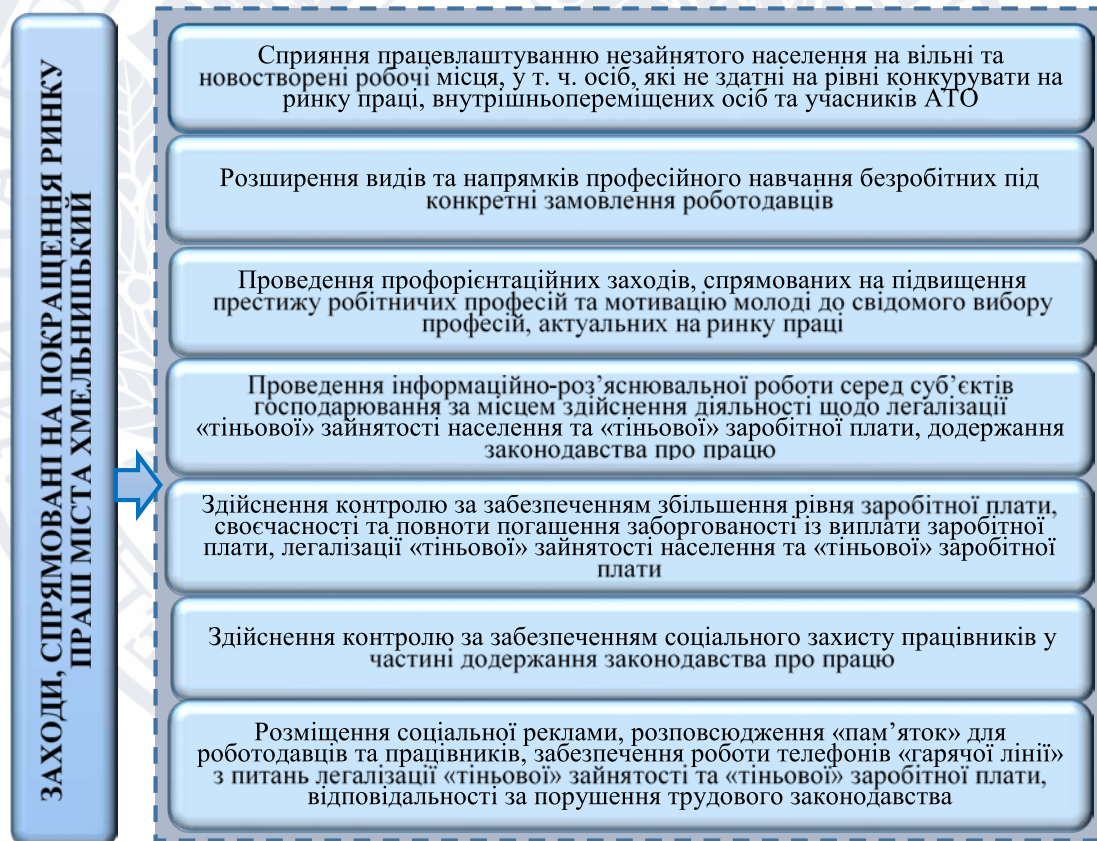 ЗАХОДИ, СПРЯМОВАНІ НА ПОКРАЩЕННЯ РИНКУ
ПРАЦІ МІСТА ХМЕЛЬНИЦЬКИЙ
Сприяння працевлаштуванню незайнятого населення на вільні та
новостворені робочі місця, у т. ч. осіб, які не здатні на рівні конкурувати на
ринку праці, внутрішньопереміщених осіб та учасників АТО
Розширення видів та напрямків професійного навчання безробітних під
конкретні замовлення роботодавців
Проведення профорієнтаційних заходів, спрямованих на підвищення
престижу робітничих професій та мотивацію молоді до свідомого вибору
професій, актуальних на ринку праці
Проведення інформаційно-роз’яснювальної роботи серед суб’єктів
господарювання за місцем здійснення діяльності щодо легалізації
«тіньової» зайнятості населення та «тіньової» заробітної плати, додержання
законодавства про працю
Здійснення контролю за забезпеченням збільшення рівня заробітної плати,
своєчасності та повноти погашення заборгованості із виплати заробітної
плати, легалізації «тіньової» зайнятості населення та «тіньової» заробітної
плати
Здійснення контролю за забезпеченням соціального захисту працівників у
частині додержання законодавства про працю
Розміщення соціальної реклами, розповсюдження «пам’яток» для
роботодавців та працівників, забезпечення роботи телефонів «гарячої лінії»
з питань легалізації «тіньової» зайнятості та «тіньової» заробітної плати,
відповідальності за порушення трудового законодавства